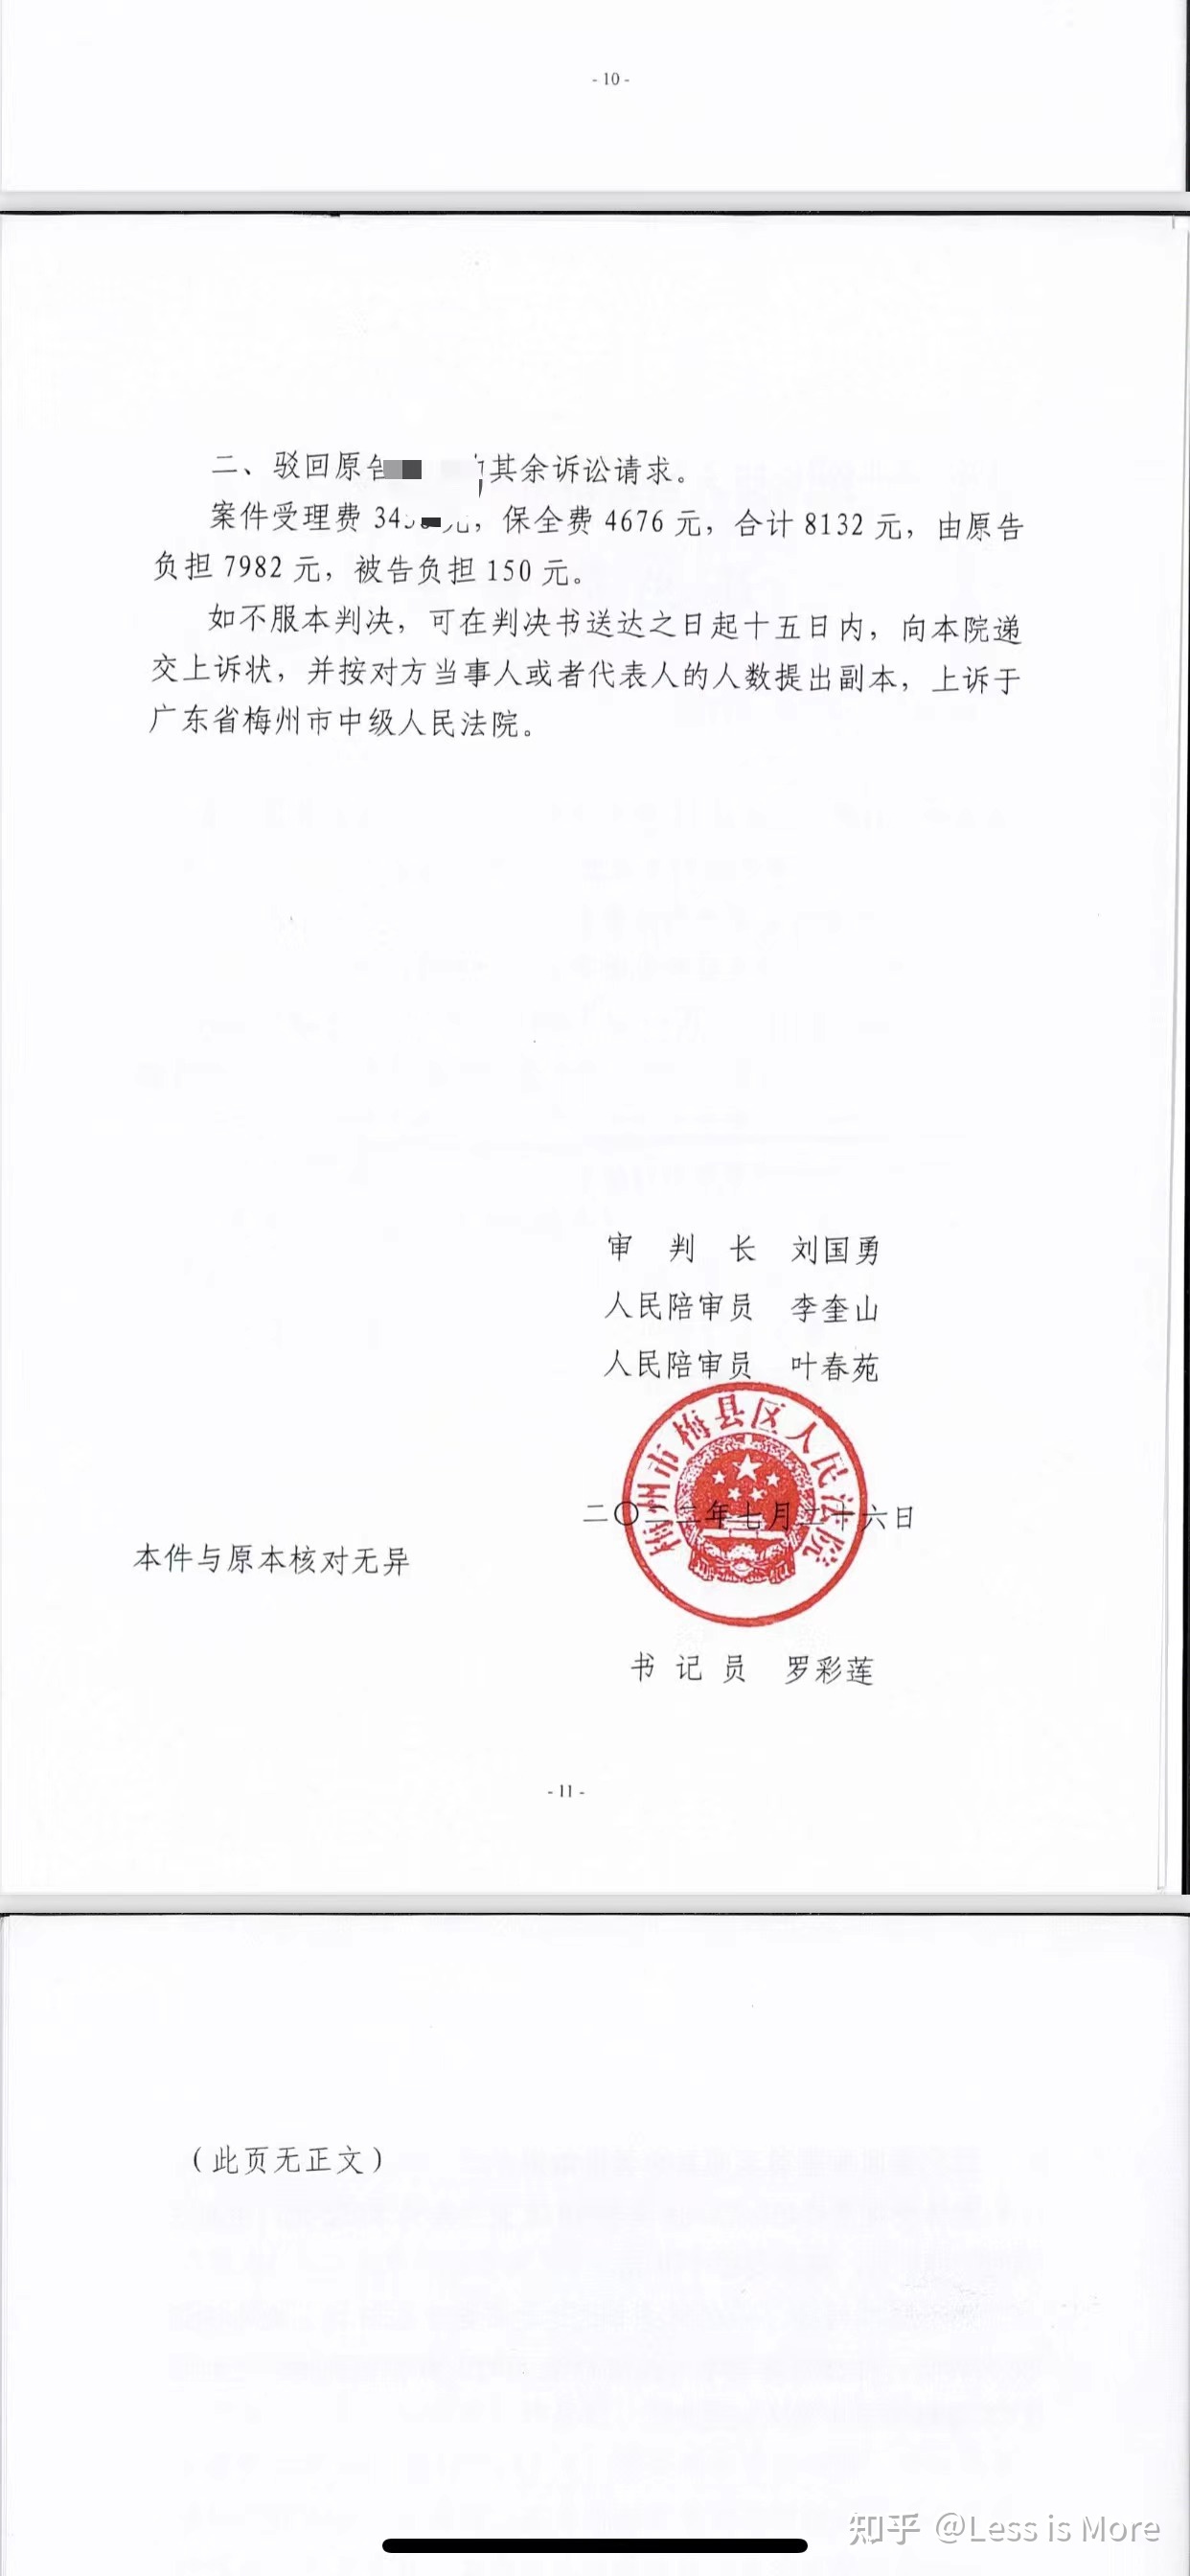 - 10 -
二、驳回原告 其余诉讼请求。
案件受理费 34 元，保全费 4676 元，合计 8132 元，由原告
负担 7982 元，被告负担 150 元。
如不服本判决，可在判决书送达之日起十五日内，向本院递
交上诉状，并按对方当事人或者代表人的人数提出副本，上诉于
广东省梅州市中级人民法院。
审 判 长 刘国勇
人民陪审员 李奎山
人民陪审员 叶春苑
梅州市梅县区人民法院
二〇二二年七月二十六日
本件与原本核对无异
书 记 员 罗彩莲
- 11 -
（此页无正文）
知乎 @Less is More